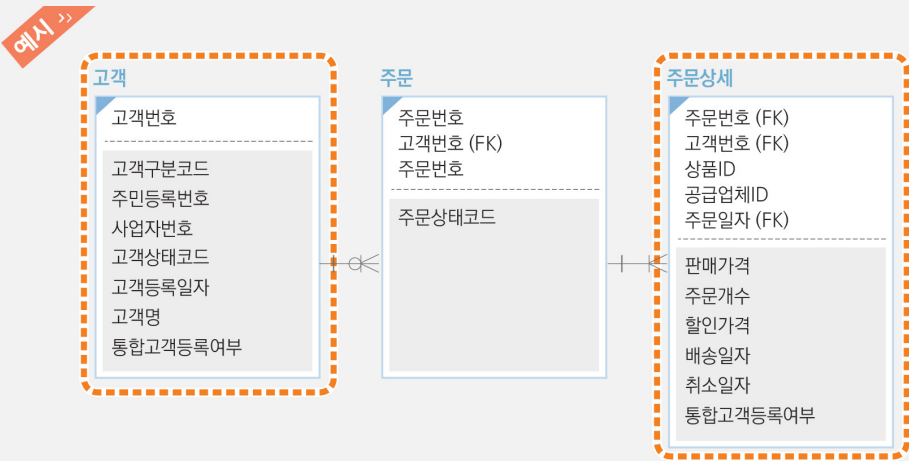 예시 >>
고객
고객번호
고객구분코드
주민등록번호
사업자번호
고객상태코드
고객등록일자
고객명
통합고객등록여부
주문
주문번호
고객번호 (FK)
주문번호
주문상태코드
주문상세
주문번호 (FK)
고객번호 (FK)
상품ID
공급업체ID
주문일자 (FK)
판매가격
주문개수
할인가격
배송일자
취소일자
통합고객등록여부